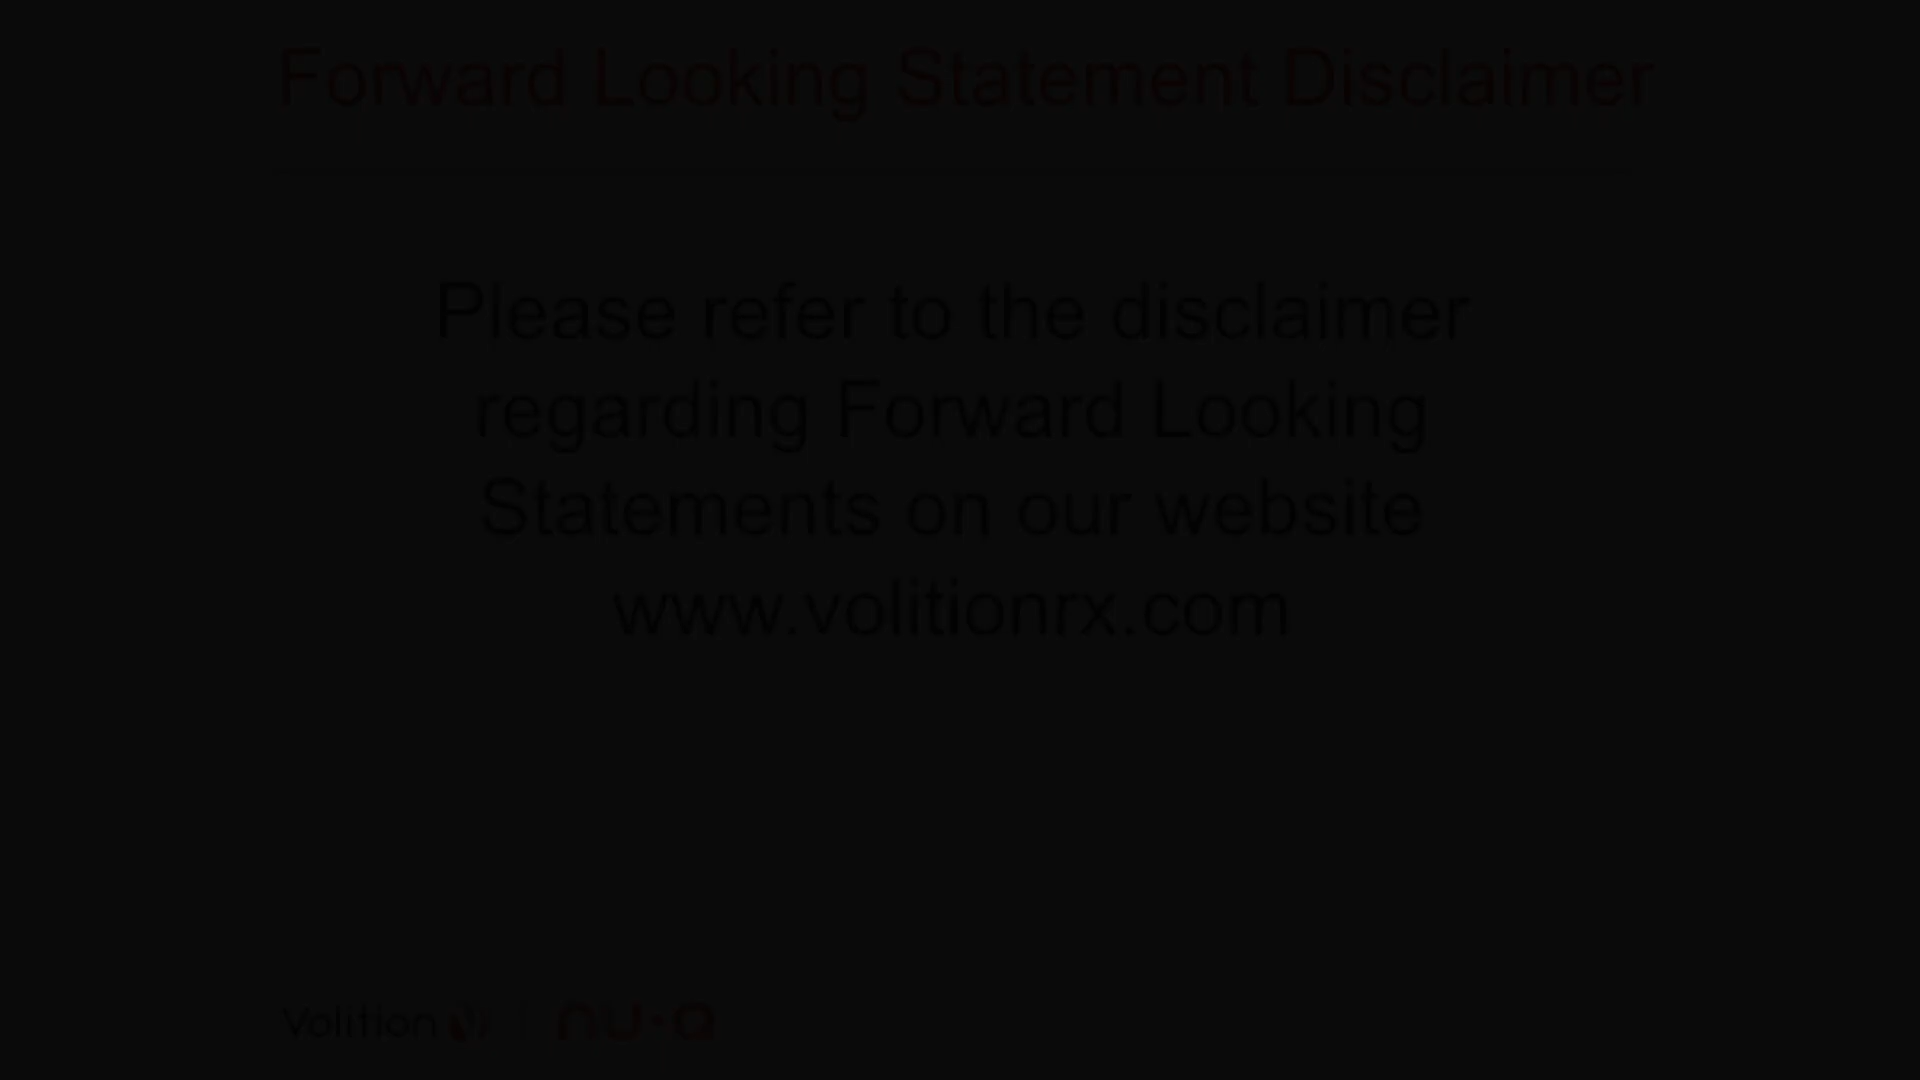 Forward Looking Statement Disclaimer
Please refer to the disclaimer
regarding Forward Looking
Statements on our website
www.volitionrx.com
Volition nu.q